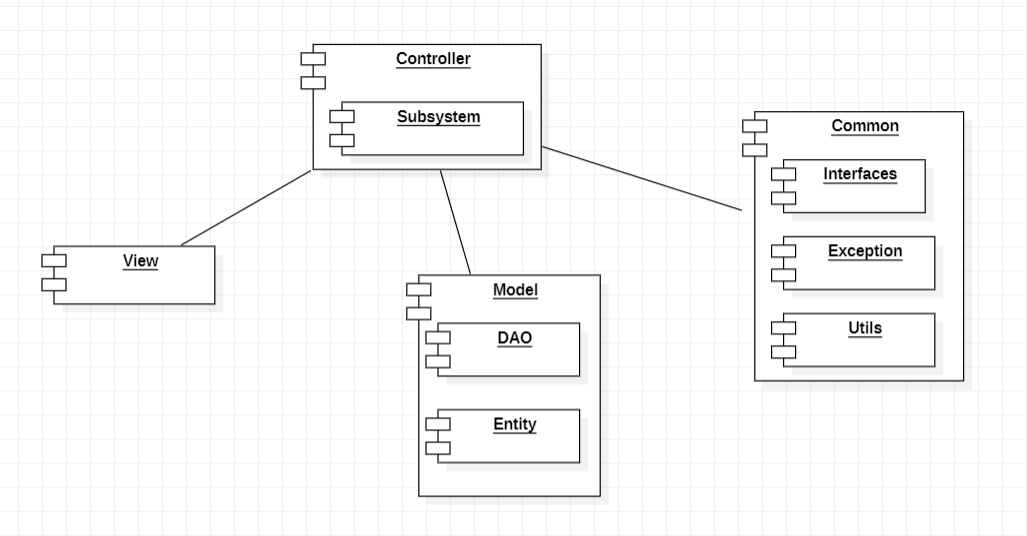 Controller
Subsystem
Common
Interfaces
Exception
Utils
View
Model
DAO
Entity